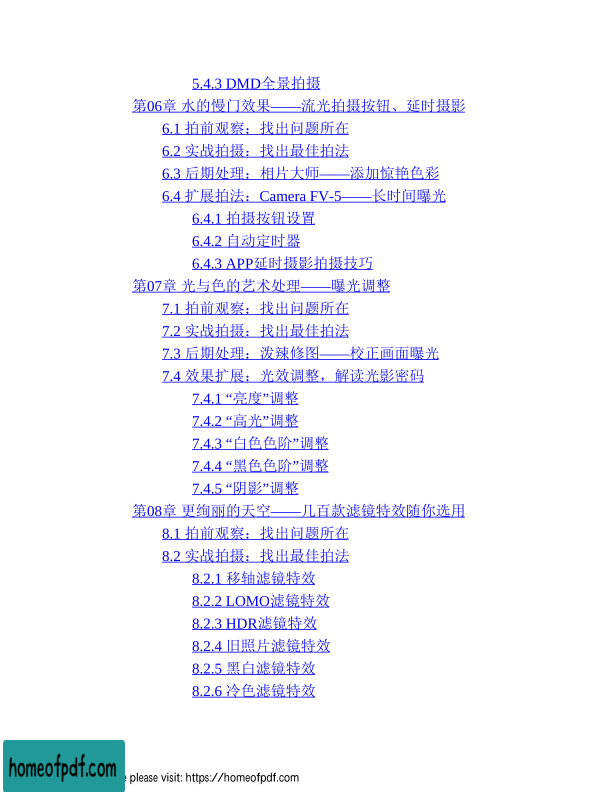 5.4.3 DMD全景拍摄
第06章 水的慢门效果——流光拍摄按钮、延时摄影
6.1 拍前观察：找出问题所在
6.2 实战拍摄：找出最佳拍法
6.3 后期处理：相片大师——添加惊艳色彩
6.4 扩展拍法：Camera FV-5——长时间曝光
6.4.1 拍摄按钮设置
6.4.2 自动定时器
6.4.3 APP延时摄影拍摄技巧
第07章 光与色的艺术处理——曝光调整
7.1 拍前观察：找出问题所在
7.2 实战拍摄：找出最佳拍法
7.3 后期处理：泼辣修图——校正画面曝光
7.4 效果扩展：光效调整，解读光影密码
7.4.1 “亮度”调整
7.4.2 “高光”调整
7.4.3 “白色色阶”调整
7.4.4 “黑色色阶”调整
7.4.5 “阴影”调整
第08章 更绚丽的天空——几百款滤镜特效随你选用
8.1 拍前观察：找出问题所在
8.2 实战拍摄：找出最佳拍法
8.2.1 移轴滤镜特效
8.2.2 LOMO滤镜特效
8.2.3 HDR滤镜特效
8.2.4 旧照片滤镜特效
8.2.5 黑白滤镜特效
8.2.6 冷色滤镜特效
homeofpdf.com
please visit: https://homeofpdf.com